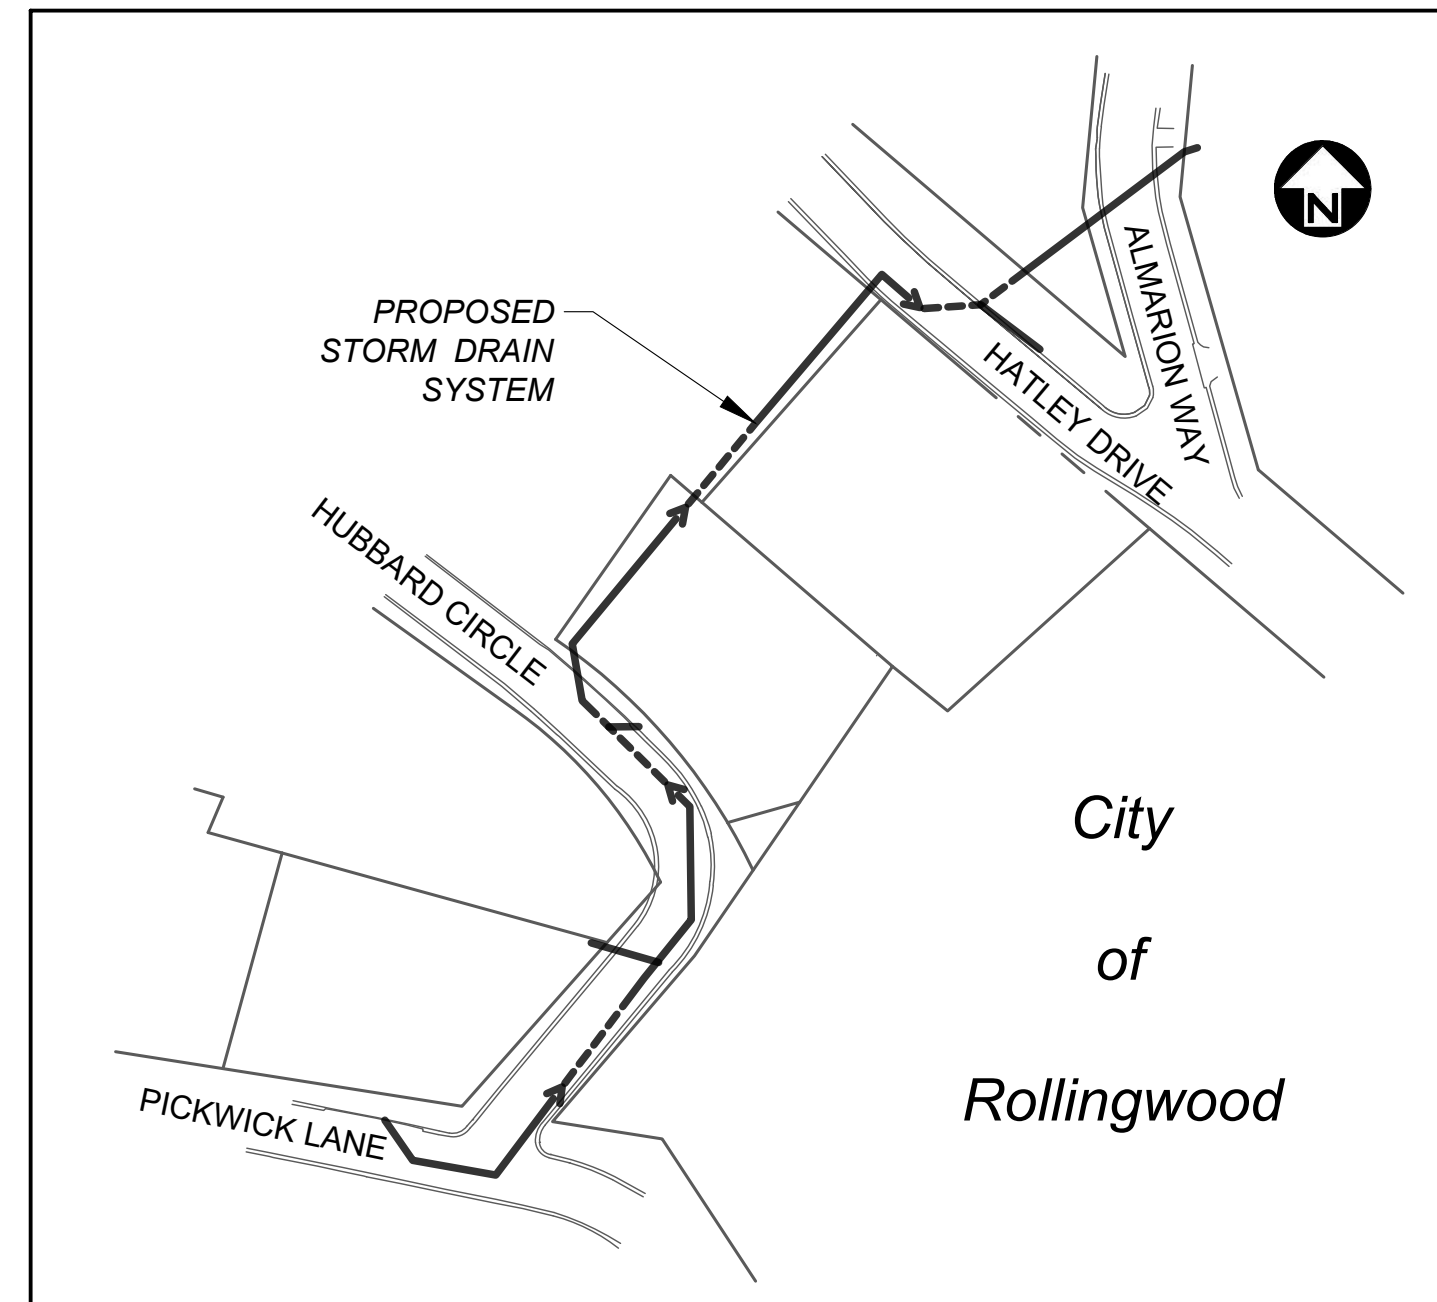 N
ALMARION WAY
PROPOSED
STORM DRAIN
SYSTEM
HATLEY DRIVE
HUBBARD CIRCLE
City
of
Rollingwood
PICKWICK LANE